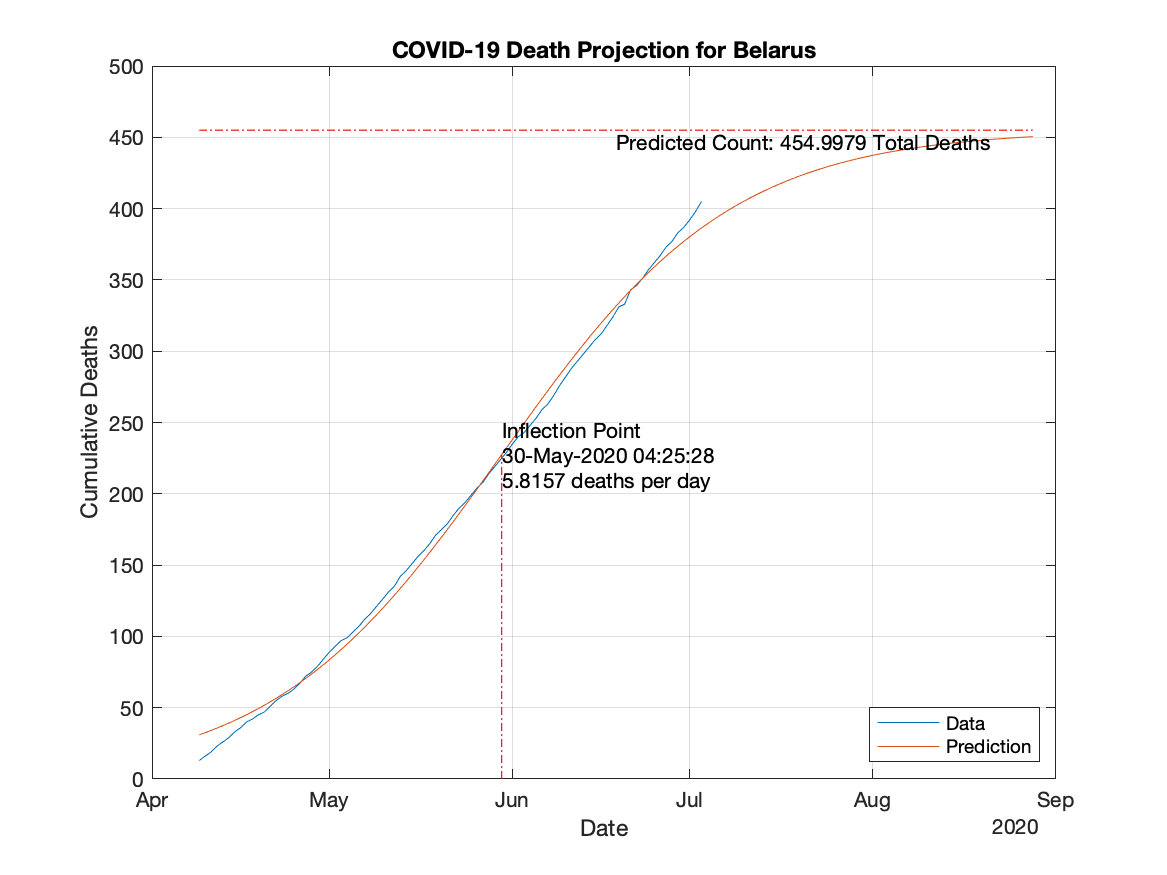 COVID-19 Death Projection for Belarus
500
450
400
350
300
250
200
150
100
50
0
Cumulative Deaths
Predicted Count: 454.9979 Total Deaths
Inflection Point
30-May-2020 04:25:28
5.8157 deaths per day
Data
Prediction
Apr May Jun Jul Aug Sep
Date
2020